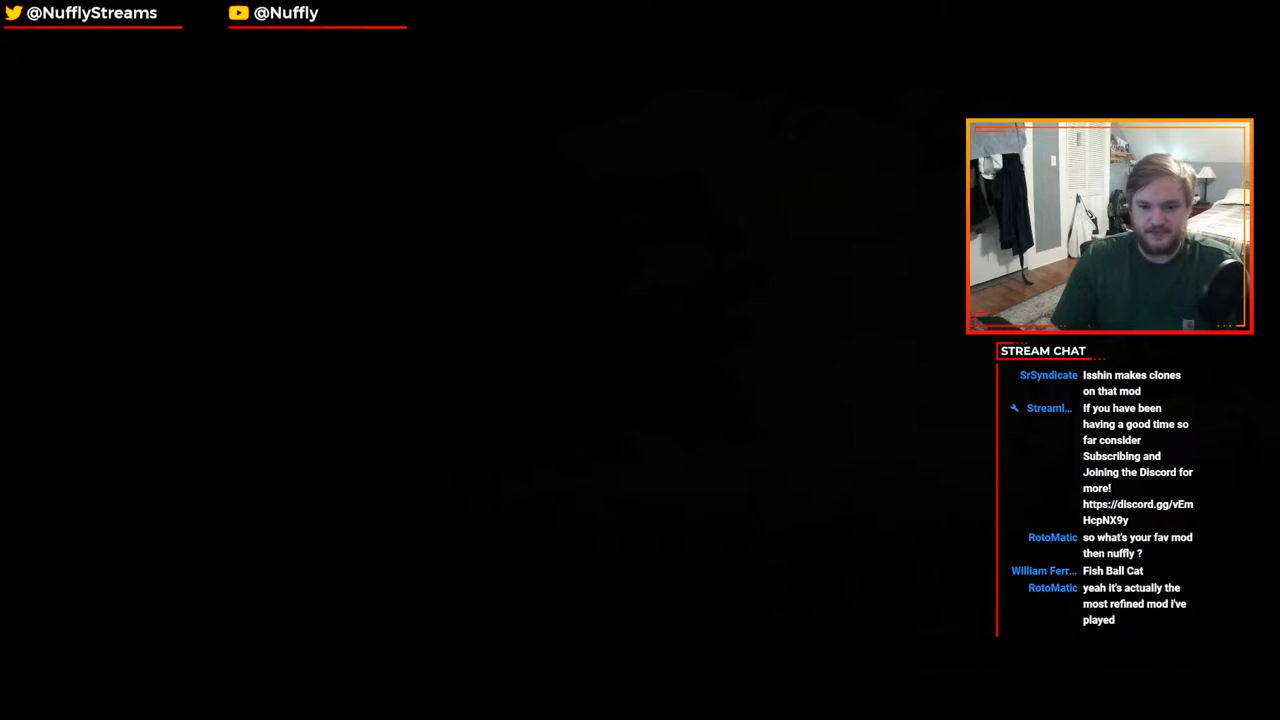 @NufflyStreams
@Nuffly
STREAM CHAT
SrSyndicate Isshin makes clones
on that mod
Streaml... If you have been
having a good time so
far consider
Subscribing and
Joining the Discord for
more!
https://discord.gg/vEm
HcpNX9y
RotoMatic so what's your fav mod
then nuffly ?
William Ferr... Fish Ball Cat
RotoMatic yeah it's actually the
most refined mod i've
played